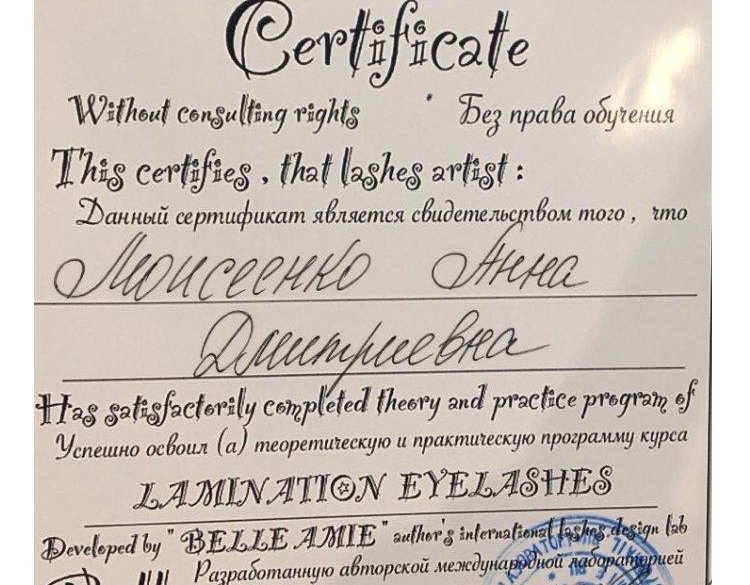 Certificate
Without consulting rights * Без права обучения
This certifies, that lashes artist:
Данный сертификат является свидетельством того, что
Моисеенко Анна
Дмитриевна
Has satisfactorily completed theory and practice program of
Успешно освоил (а) теоретическую и практическую программу курса
LAMINATION EYELASHES
Developed by "BELLE AMIE" author's international lashes design lab
Разработанную авторской международной лабораторией